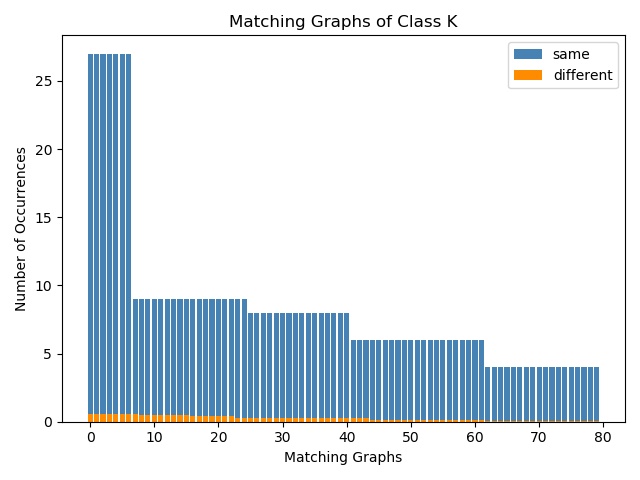 Matching Graphs of Class K
same
different
Number of Occurrences
25
20
15
10
5
0
0 10 20 30 40 50 60 70 80
Matching Graphs